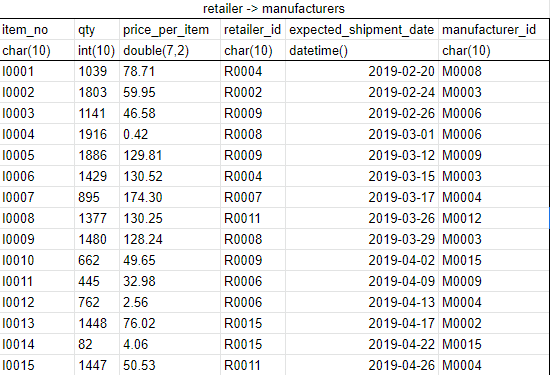 retailer -> manufacturers
item_no qty price_per_item retailer_id expected_shipment_date manufacturer_id
char(10) int(10) double(7,2) char(10) datetime() char(10)
I0001 1039 78.71 R0004 2019-02-20 M0008
I0002 1803 59.95 R0002 2019-02-24 M0003
I0003 1141 46.58 R0009 2019-02-26 M0006
I0004 1916 0.42 R0008 2019-03-01 M0006
I0005 1886 129.81 R0009 2019-03-12 M0009
I0006 1429 130.52 R0004 2019-03-15 M0003
I0007 895 174.30 R0007 2019-03-17 M0004
I0008 1377 130.25 R0011 2019-03-26 M0012
I0009 1480 128.24 R0008 2019-03-29 M0003
I0010 662 49.65 R0009 2019-04-02 M0015
I0011 445 32.98 R0006 2019-04-09 M0009
I0012 762 2.56 R0006 2019-04-13 M0004
I0013 1448 76.02 R0015 2019-04-17 M0002
I0014 82 4.06 R0015 2019-04-22 M0015
I0015 1447 50.53 R0011 2019-04-26 M0004